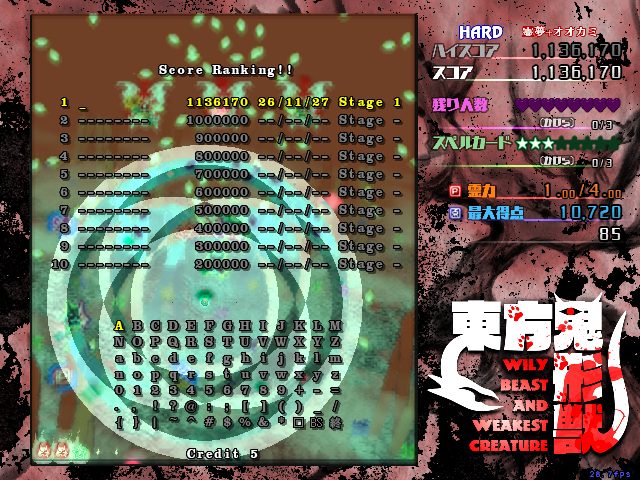 Score Ranking!!
1 _ 1136170 26/11/27 Stage 1
2 -------- 1000000 --/--/-- Stage -
3 -------- 900000 --/--/-- Stage -
4 -------- 800000 --/--/-- Stage -
5 -------- 700000 --/--/-- Stage -
6 -------- 600000 --/--/-- Stage -
7 -------- 500000 --/--/-- Stage -
8 -------- 400000 --/--/-- Stage -
9 -------- 300000 --/--/-- Stage -
10 -------- 200000 --/--/-- Stage -
A B C D E F G H I J K L M
N O P Q R S T U V W X Y Z
a b c d e f g h i j k l m
n o p q r s t u v w x y z
0 1 2 3 4 5 6 7 8 9 + - =
. , ! ? @ : ; [ ] ( ) _ /
{ } | ~ ^ # $ % & * □ BS 終
Credit 5
HARD 霊夢+オオカミ
ハイスコア 1,136,170
スコア 1,136,170
残り人数
(かけら) 0/3
スペルカード ★★★
(かけら) 0/3
P 霊力 1.00/4.00
最大得点 10,720
85
東方鬼形獣
WILY
BEAST
AND
WEAKEST
CREATURE